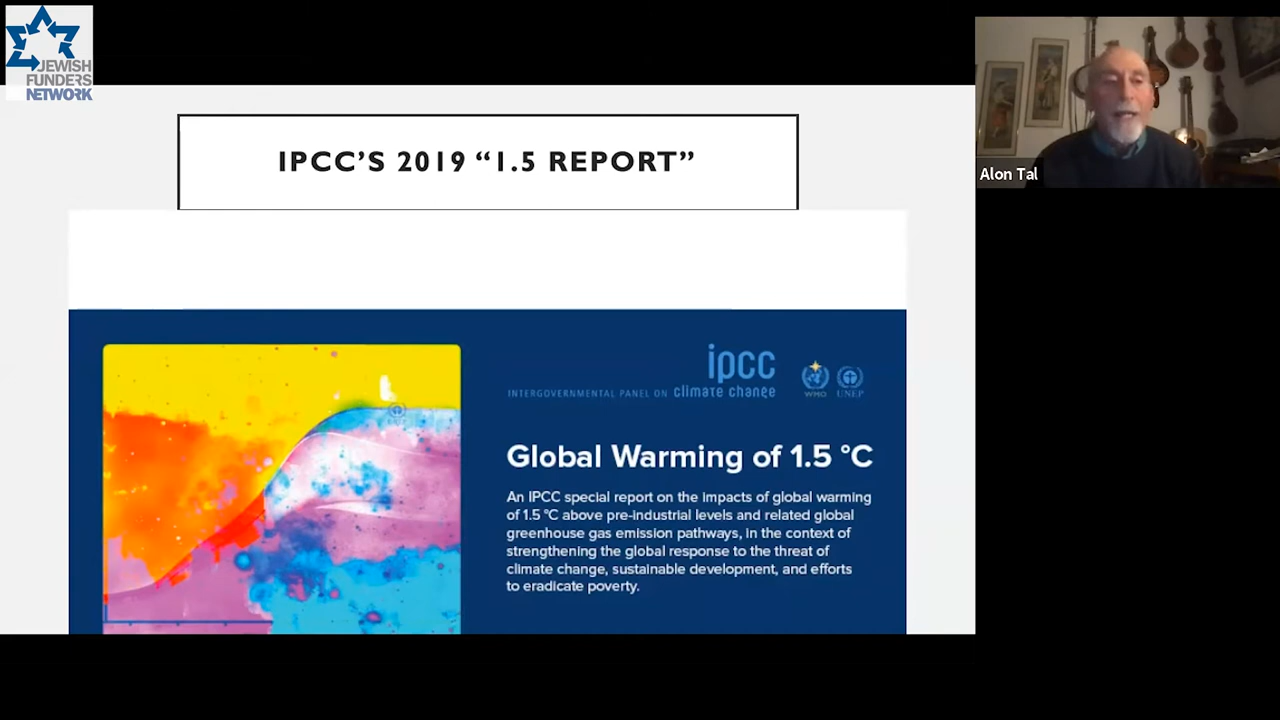 JEWISH
FUNDERS
NETWORK
IPCC'S 2019 “1.5 REPORT”
Alon Tal
ipcc
INTERGOVERNMENTAL PANEL ON climate change
WMO
UNEP
Global Warming of 1.5 °C
An IPCC special report on the impacts of global warming
of 1.5 °C above pre-industrial levels and related global
greenhouse gas emission pathways, in the context of
strengthening the global response to the threat of
climate change, sustainable development, and efforts
to eradicate poverty.